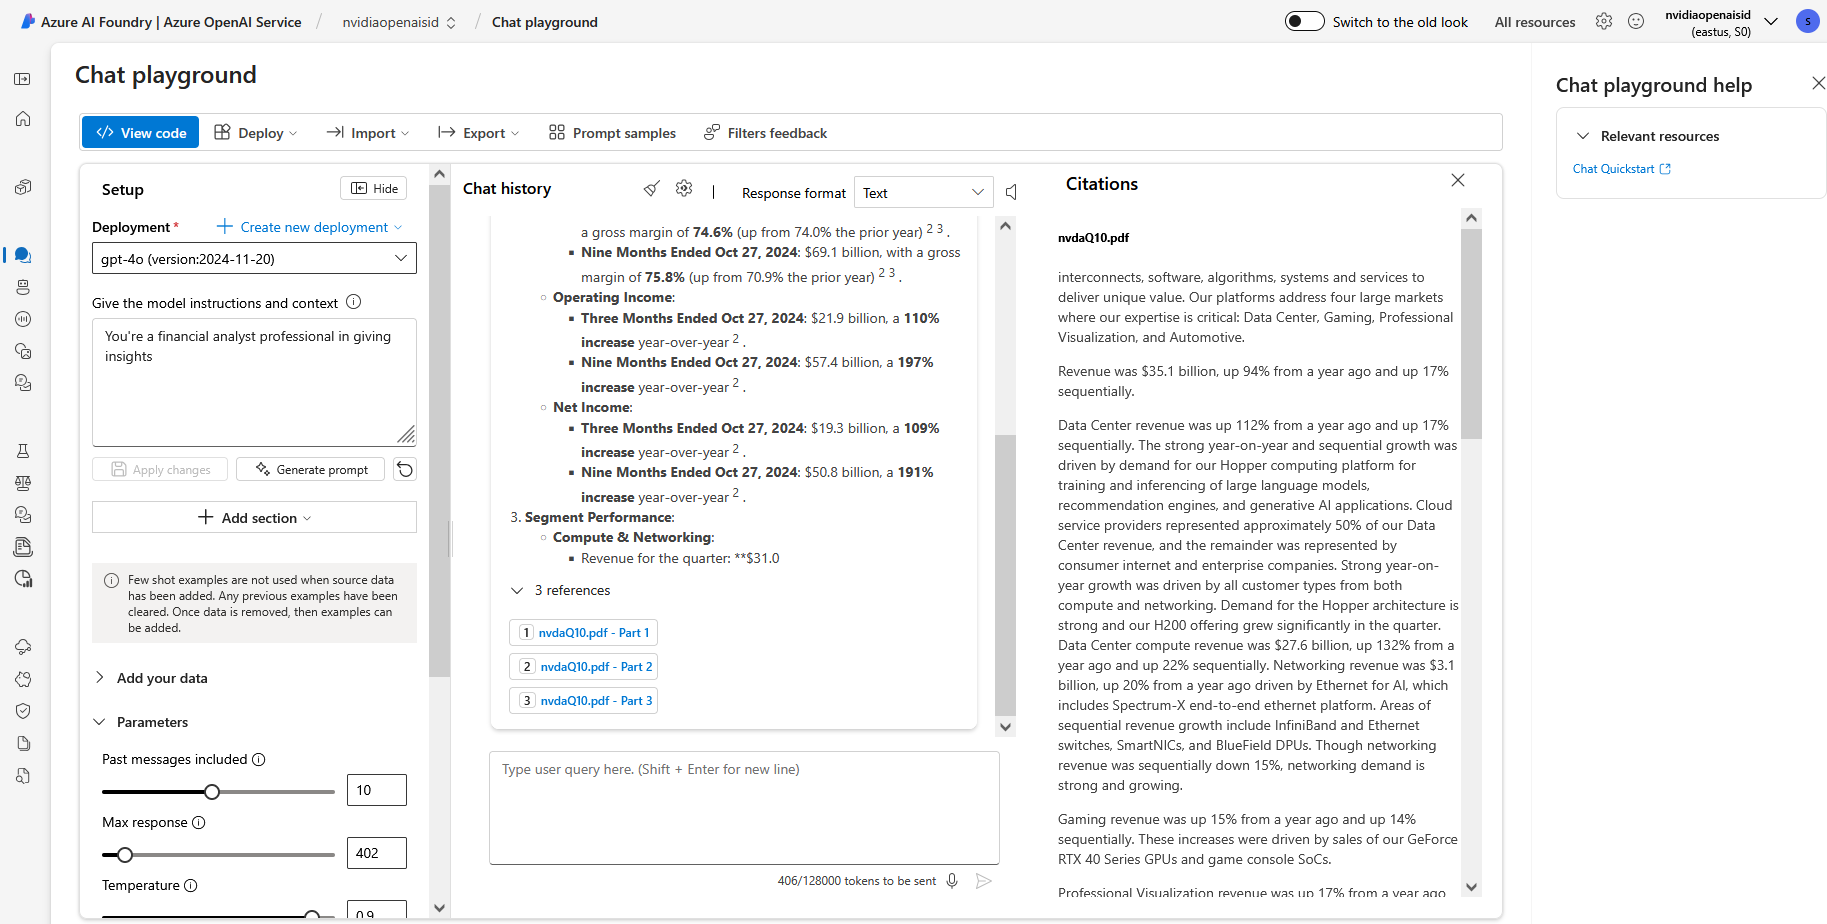 Azure AI Foundry | Azure OpenAI Service
/
nvidiaopenaisid
/
Chat playground
Switch to the old look
All resources
nvidiaopenaisid
(eastus, S0)
S
Chat playground
</> View code
Deploy
Import
Export
Prompt samples
Filters feedback
Setup
Hide
Deployment *
Create new deployment
gpt-4o (version:2024-11-20)
Give the model instructions and context
You're a financial analyst professional in giving
insights
Apply changes
Generate prompt
Add section
Few shot examples are not used when source data
has been added. Any previous examples have been
cleared. Once data is removed, then examples can
be added.
Add your data
Parameters
Past messages included
10
Max response
402
Temperature
0.9
Chat history
Response format
Text
a gross margin of 74.6% (up from 74.0% the prior year) 2 3 .
▪ Nine Months Ended Oct 27, 2024: $69.1 billion, with a gross
margin of 75.8% (up from 70.9% the prior year) 2 3 .
○ Operating Income:
▪ Three Months Ended Oct 27, 2024: $21.9 billion, a 110%
increase year-over-year 2 .
▪ Nine Months Ended Oct 27, 2024: $57.4 billion, a 197%
increase year-over-year 2 .
○ Net Income:
▪ Three Months Ended Oct 27, 2024: $19.3 billion, a 109%
increase year-over-year 2 .
▪ Nine Months Ended Oct 27, 2024: $50.8 billion, a 191%
increase year-over-year 2 .
3. Segment Performance:
○ Compute & Networking:
▪ Revenue for the quarter: **$31.0
3 references
1 nvdaQ10.pdf - Part 1
2 nvdaQ10.pdf - Part 2
3 nvdaQ10.pdf - Part 3
Type user query here. (Shift + Enter for new line)
406/128000 tokens to be sent
Citations
nvdaQ10.pdf
interconnects, software, algorithms, systems and services to
deliver unique value. Our platforms address four large markets
where our expertise is critical: Data Center, Gaming, Professional
Visualization, and Automotive.
Revenue was $35.1 billion, up 94% from a year ago and up 17%
sequentially.
Data Center revenue was up 112% from a year ago and up 17%
sequentially. The strong year-on-year and sequential growth was
driven by demand for our Hopper computing platform for
training and inferencing of large language models,
recommendation engines, and generative AI applications. Cloud
service providers represented approximately 50% of our Data
Center revenue, and the remainder was represented by
consumer internet and enterprise companies. Strong year-on-
year growth was driven by all customer types from both
compute and networking. Demand for the Hopper architecture is
strong and our H200 offering grew significantly in the quarter.
Data Center compute revenue was $27.6 billion, up 132% from a
year ago and up 22% sequentially. Networking revenue was $3.1
billion, up 20% from a year ago driven by Ethernet for AI, which
includes Spectrum-X end-to-end ethernet platform. Areas of
sequential revenue growth include InfiniBand and Ethernet
switches, SmartNICs, and BlueField DPUs. Though networking
revenue was sequentially down 15%, networking demand is
strong and growing.
Gaming revenue was up 15% from a year ago and up 14%
sequentially. These increases were driven by sales of our GeForce
RTX 40 Series GPUs and game console SoCs.
Professional Visualization revenue was up 17% from a year ago
Chat playground help
Relevant resources
Chat Quickstart